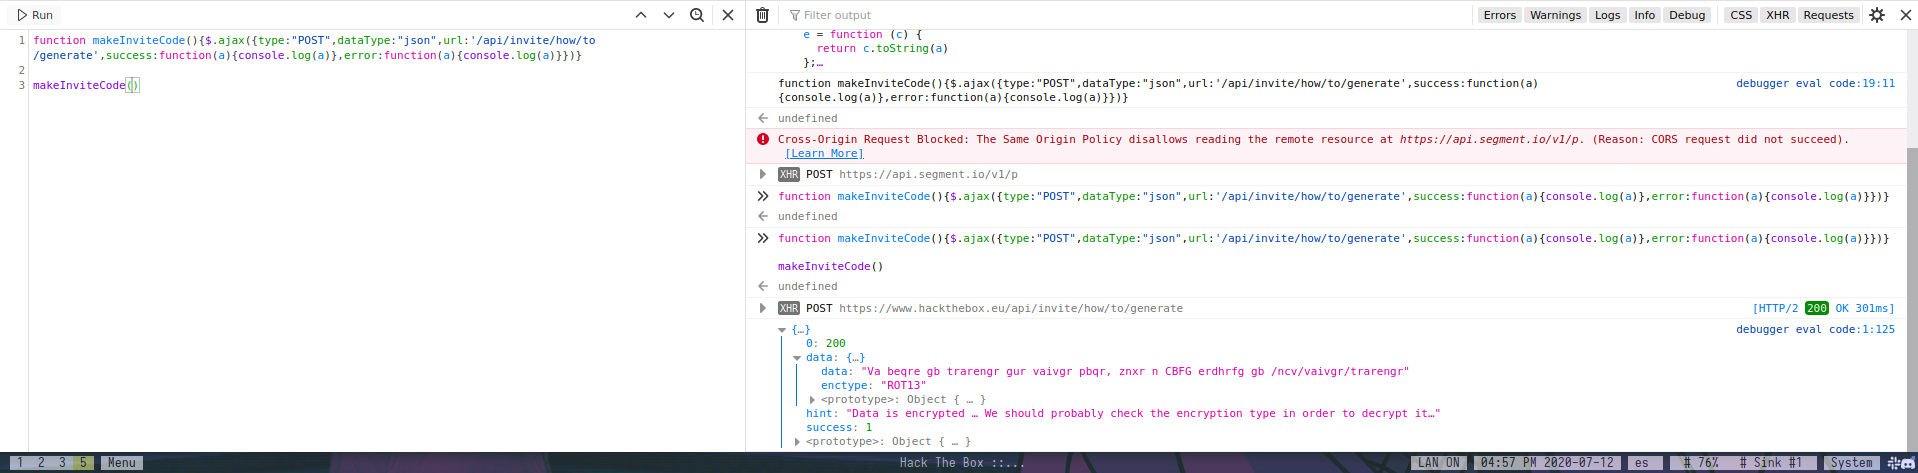 Run
Filter output
Errors Warnings Logs Info Debug CSS XHR Requests
1 function makeInviteCode(){$.ajax({type:"POST",dataType:"json",url:'/api/invite/how/to
/generate',success:function(a){console.log(a)},error:function(a){console.log(a)}})}
2
3 makeInviteCode()
e = function (c) {
return c.toString(a)
};…
function makeInviteCode(){$.ajax({type:"POST",dataType:"json",url:'/api/invite/how/to/generate',success:function(a) debugger eval code:19:11
{console.log(a)},error:function(a){console.log(a)}})}
undefined
Cross-Origin Request Blocked: The Same Origin Policy disallows reading the remote resource at https://api.segment.io/v1/p. (Reason: CORS request did not succeed).
[Learn More]
XHR POST https://api.segment.io/v1/p
function makeInviteCode(){$.ajax({type:"POST",dataType:"json",url:'/api/invite/how/to/generate',success:function(a){console.log(a)},error:function(a){console.log(a)}})}
undefined
function makeInviteCode(){$.ajax({type:"POST",dataType:"json",url:'/api/invite/how/to/generate',success:function(a){console.log(a)},error:function(a){console.log(a)}})}
makeInviteCode()
undefined
XHR POST https://www.hackthebox.eu/api/invite/how/to/generate [HTTP/2 200 OK 301ms]
{…} debugger eval code:1:125
0: 200
data: {…}
data: "Va beqre gb trarengr gur vaivgr pbqr, znxr n CBFG erdhrfg gb /ncv/vaivgr/trarengr"
enctype: "ROT13"
<prototype>: Object { … }
hint: "Data is encrypted … We should probably check the encryption type in order to decrypt it…"
success: 1
<prototype>: Object { … }
1 2 3 5 Menu Hack The Box ::... LAN ON 04:57 PM 2020-07-12 es # 76% # Sink #1 System